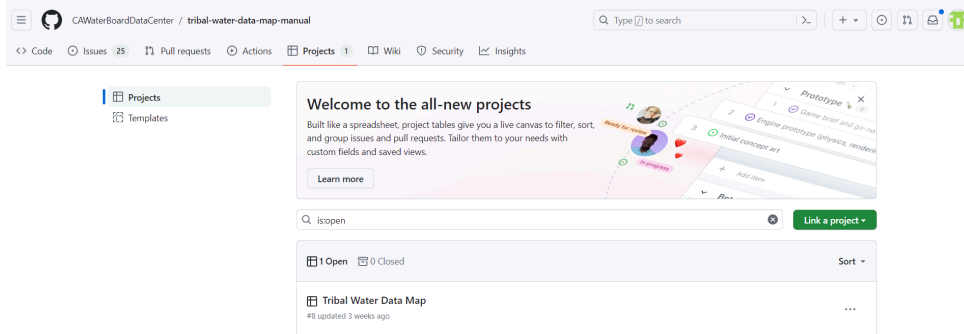 CAWaterBoardDataCenter / tribal-water-data-map-manual
Type / to search
Code Issues 25 Pull requests Actions Projects 1 Wiki Security Insights
Projects
Templates
Welcome to the all-new projects
Built like a spreadsheet, project tables give you a live canvas to filter, sort,
and group issues and pull requests. Tailor them to your needs with
custom fields and saved views.
Learn more
Ready for review
In progress
Prototype
1 Game brief and go-no
2 Engine prototype (physics, renderi
3 Initial concept art
+ Add item
is:open
Link a project
1 Open 0 Closed
Sort
Tribal Water Data Map
#8 updated 3 weeks ago